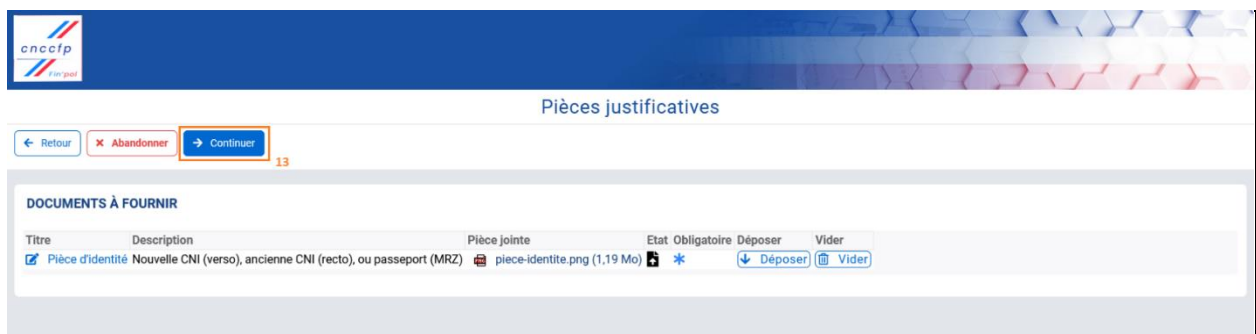 cnccfp
Fin'pol
Pièces justificatives
Retour Abandonner Continuer
13
DOCUMENTS À FOURNIR
Titre Description Pièce jointe Etat Obligatoire Déposer Vider
Pièce d'identité Nouvelle CNI (verso), ancienne CNI (recto), ou passeport (MRZ) piece-identite.png (1,19 Mo) Déposer Vider